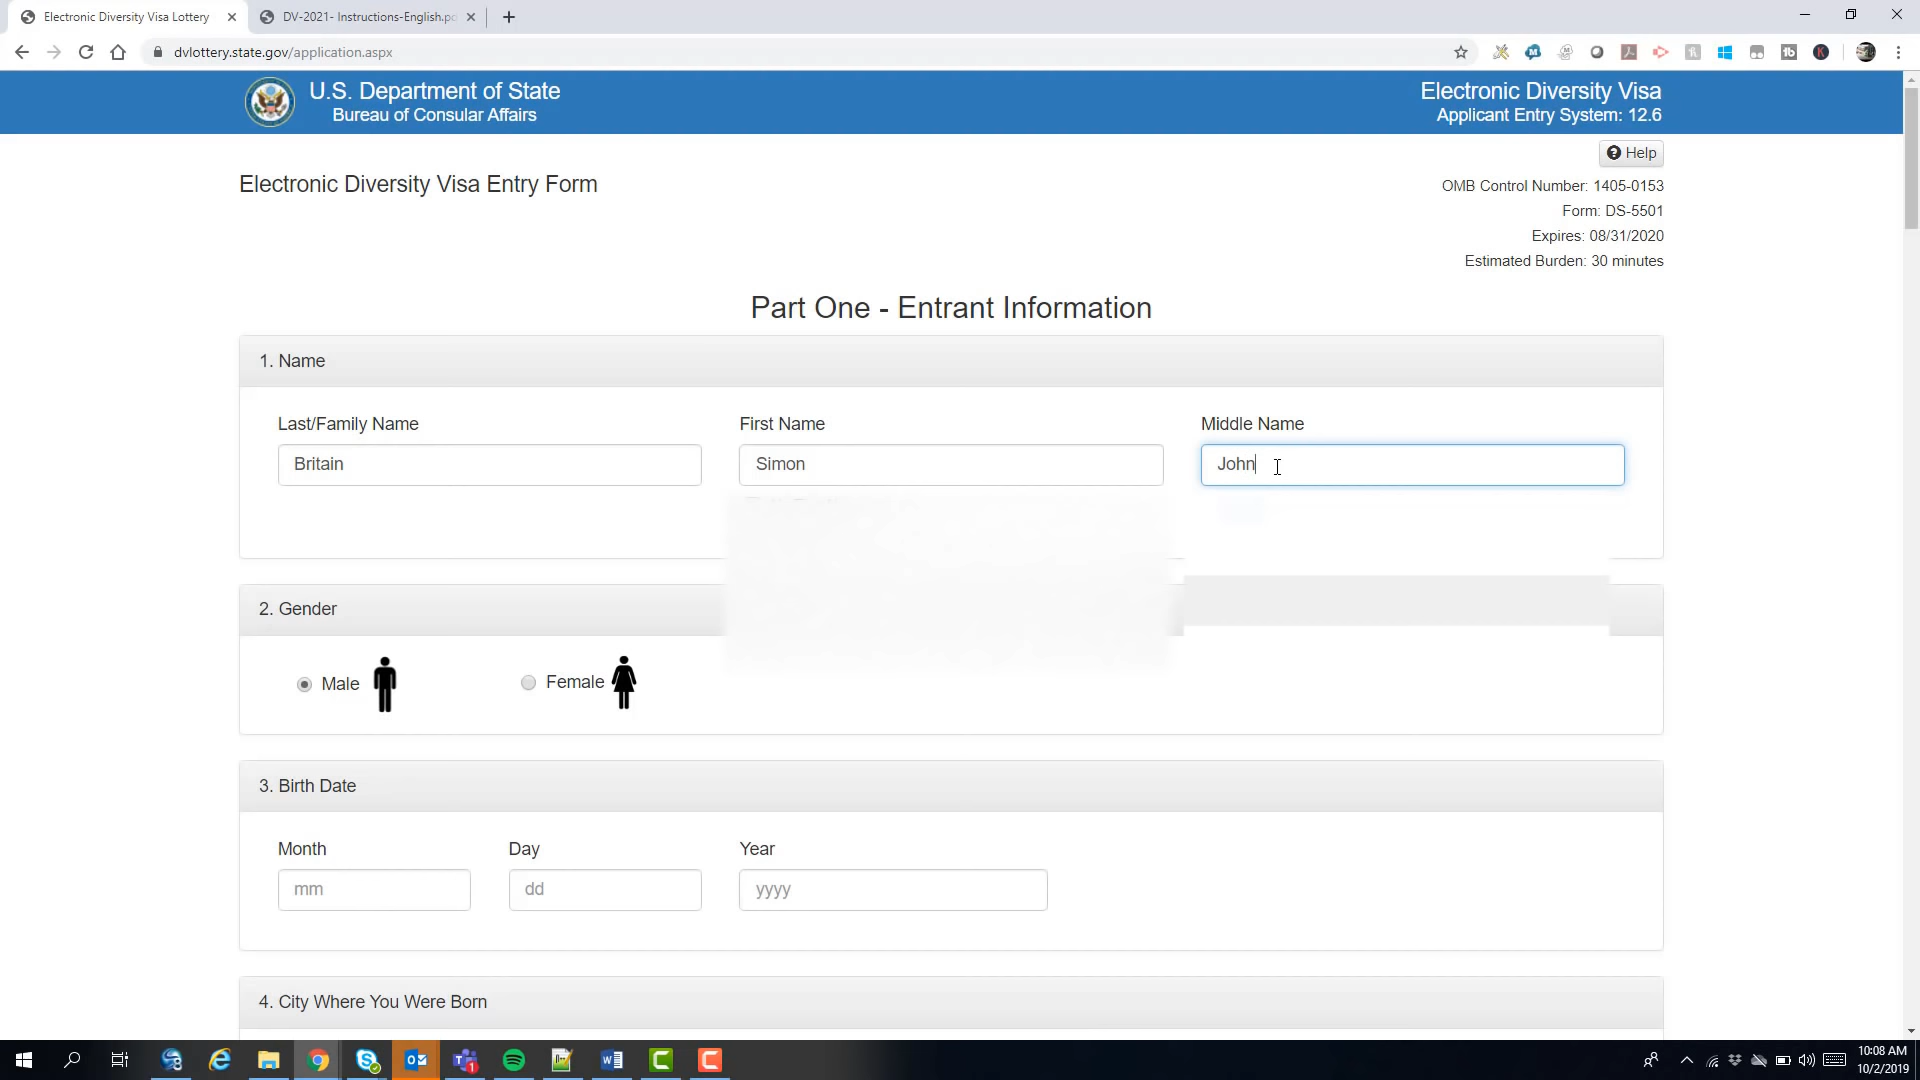 Electronic Diversity Visa Lottery
DV-2021- Instructions-English.pd
dvlottery.state.gov/application.aspx
U.S. Department of State
Bureau of Consular Affairs
Electronic Diversity Visa
Applicant Entry System: 12.6
Help
Electronic Diversity Visa Entry Form
OMB Control Number: 1405-0153
Form: DS-5501
Expires: 08/31/2020
Estimated Burden: 30 minutes
Part One - Entrant Information
1. Name
Last/Family Name
First Name
Middle Name
Britain
Simon
John
2. Gender
Male
Female
3. Birth Date
Month
Day
Year
mm
dd
yyyy
4. City Where You Were Born
10:08 AM
10/2/2019